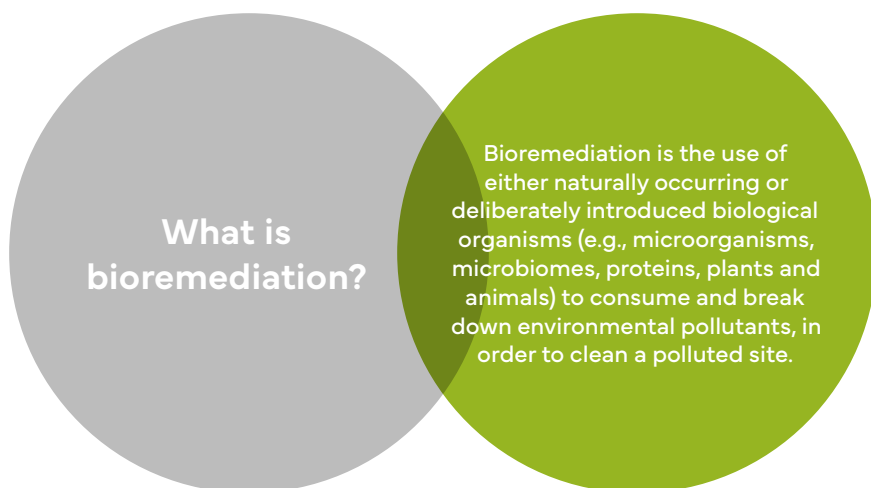 What is
bioremediation?
Bioremediation is the use of
either naturally occurring or
deliberately introduced biological
organisms (e.g., microorganisms,
microbiomes, proteins, plants and
animals) to consume and break
down environmental pollutants, in
order to clean a polluted site.